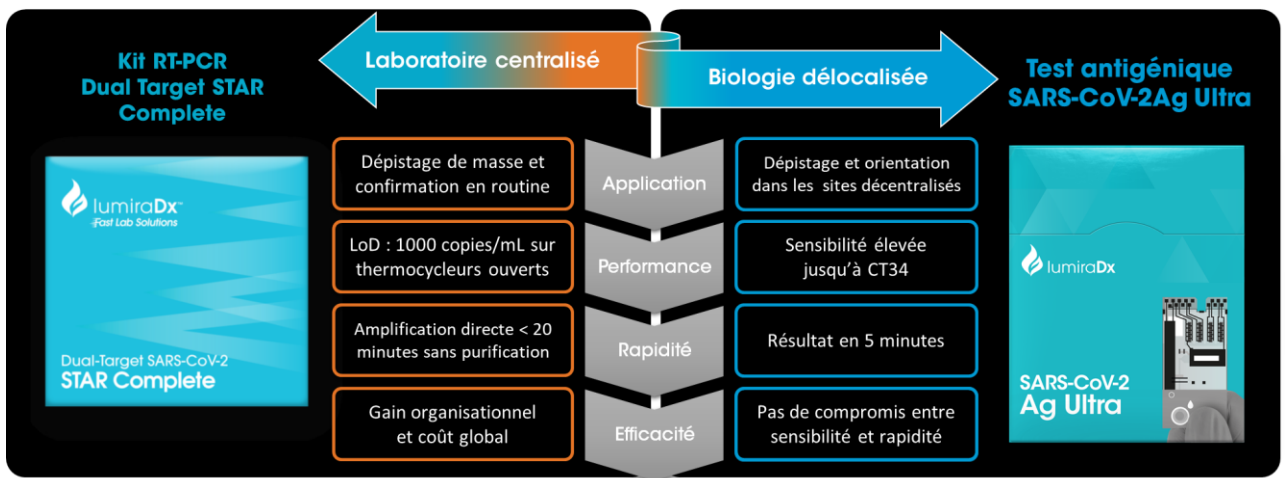 Kit RT-PCR
Dual Target STAR
Complete
Laboratoire centralisé
Biologie délocalisée
Test antigénique
SARS-CoV-2Ag Ultra
Dépistage de masse et
confirmation en routine
Application
Dépistage et orientation
dans les sites décentralisés
LoD : 1000 copies/mL sur
thermocycleurs ouverts
Performance
Sensibilité élevée
jusqu'à CT34
Amplification directe < 20
minutes sans purification
Rapidité
Résultat en 5 minutes
Gain organisationnel
et coût global
Efficacité
Pas de compromis entre
sensibilité et rapidité
lumiraDx™
Fast Lab Solutions
Dual-Target SARS-CoV-2
STAR Complete
lumiraDx
SARS-CoV-2
Ag Ultra